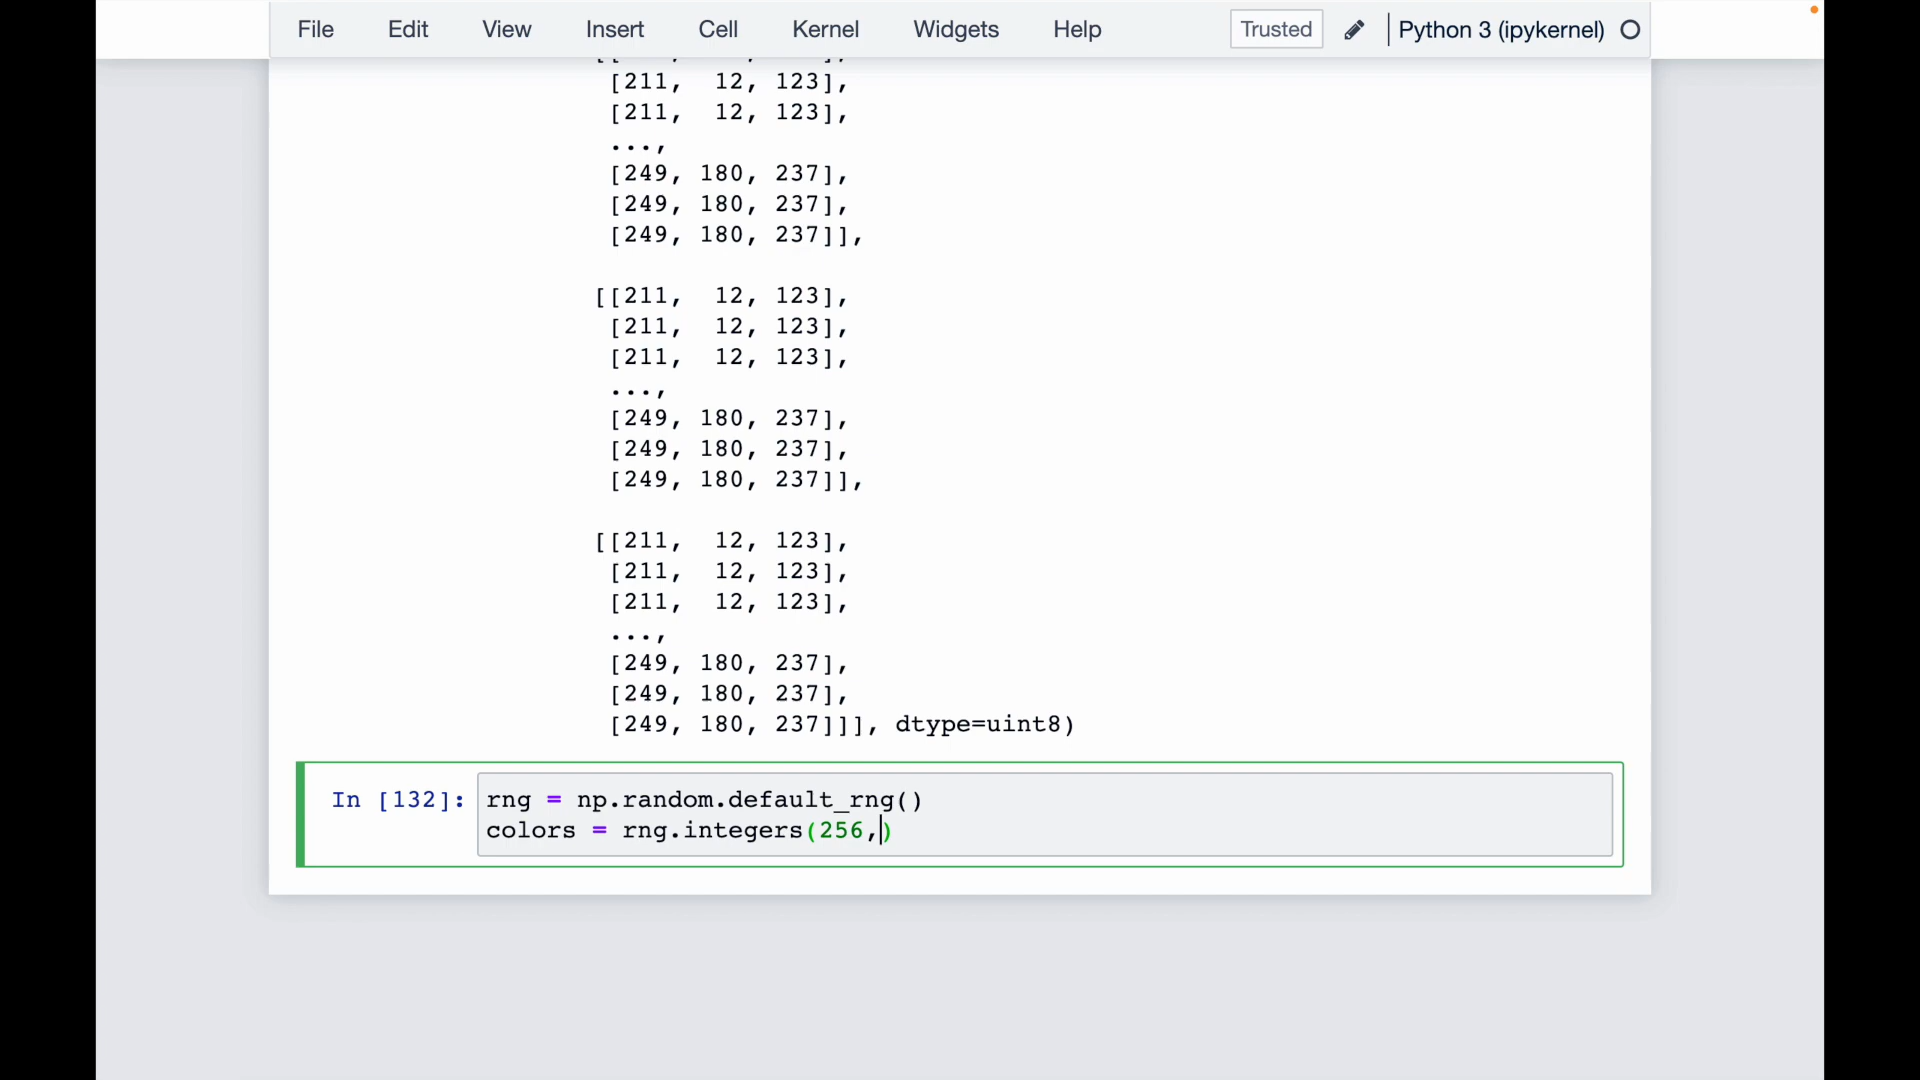 File Edit View Insert Cell Kernel Widgets Help Trusted Python 3 (ipykernel)
[211,  12, 123],
[211,  12, 123],
...,
[249, 180, 237],
[249, 180, 237],
[249, 180, 237]],
[[211,  12, 123],
[211,  12, 123],
[211,  12, 123],
...,
[249, 180, 237],
[249, 180, 237],
[249, 180, 237]],
[[211,  12, 123],
[211,  12, 123],
[211,  12, 123],
...,
[249, 180, 237],
[249, 180, 237],
[249, 180, 237]]], dtype=uint8)
In [132]: rng = np.random.default_rng()
colors = rng.integers(256,)